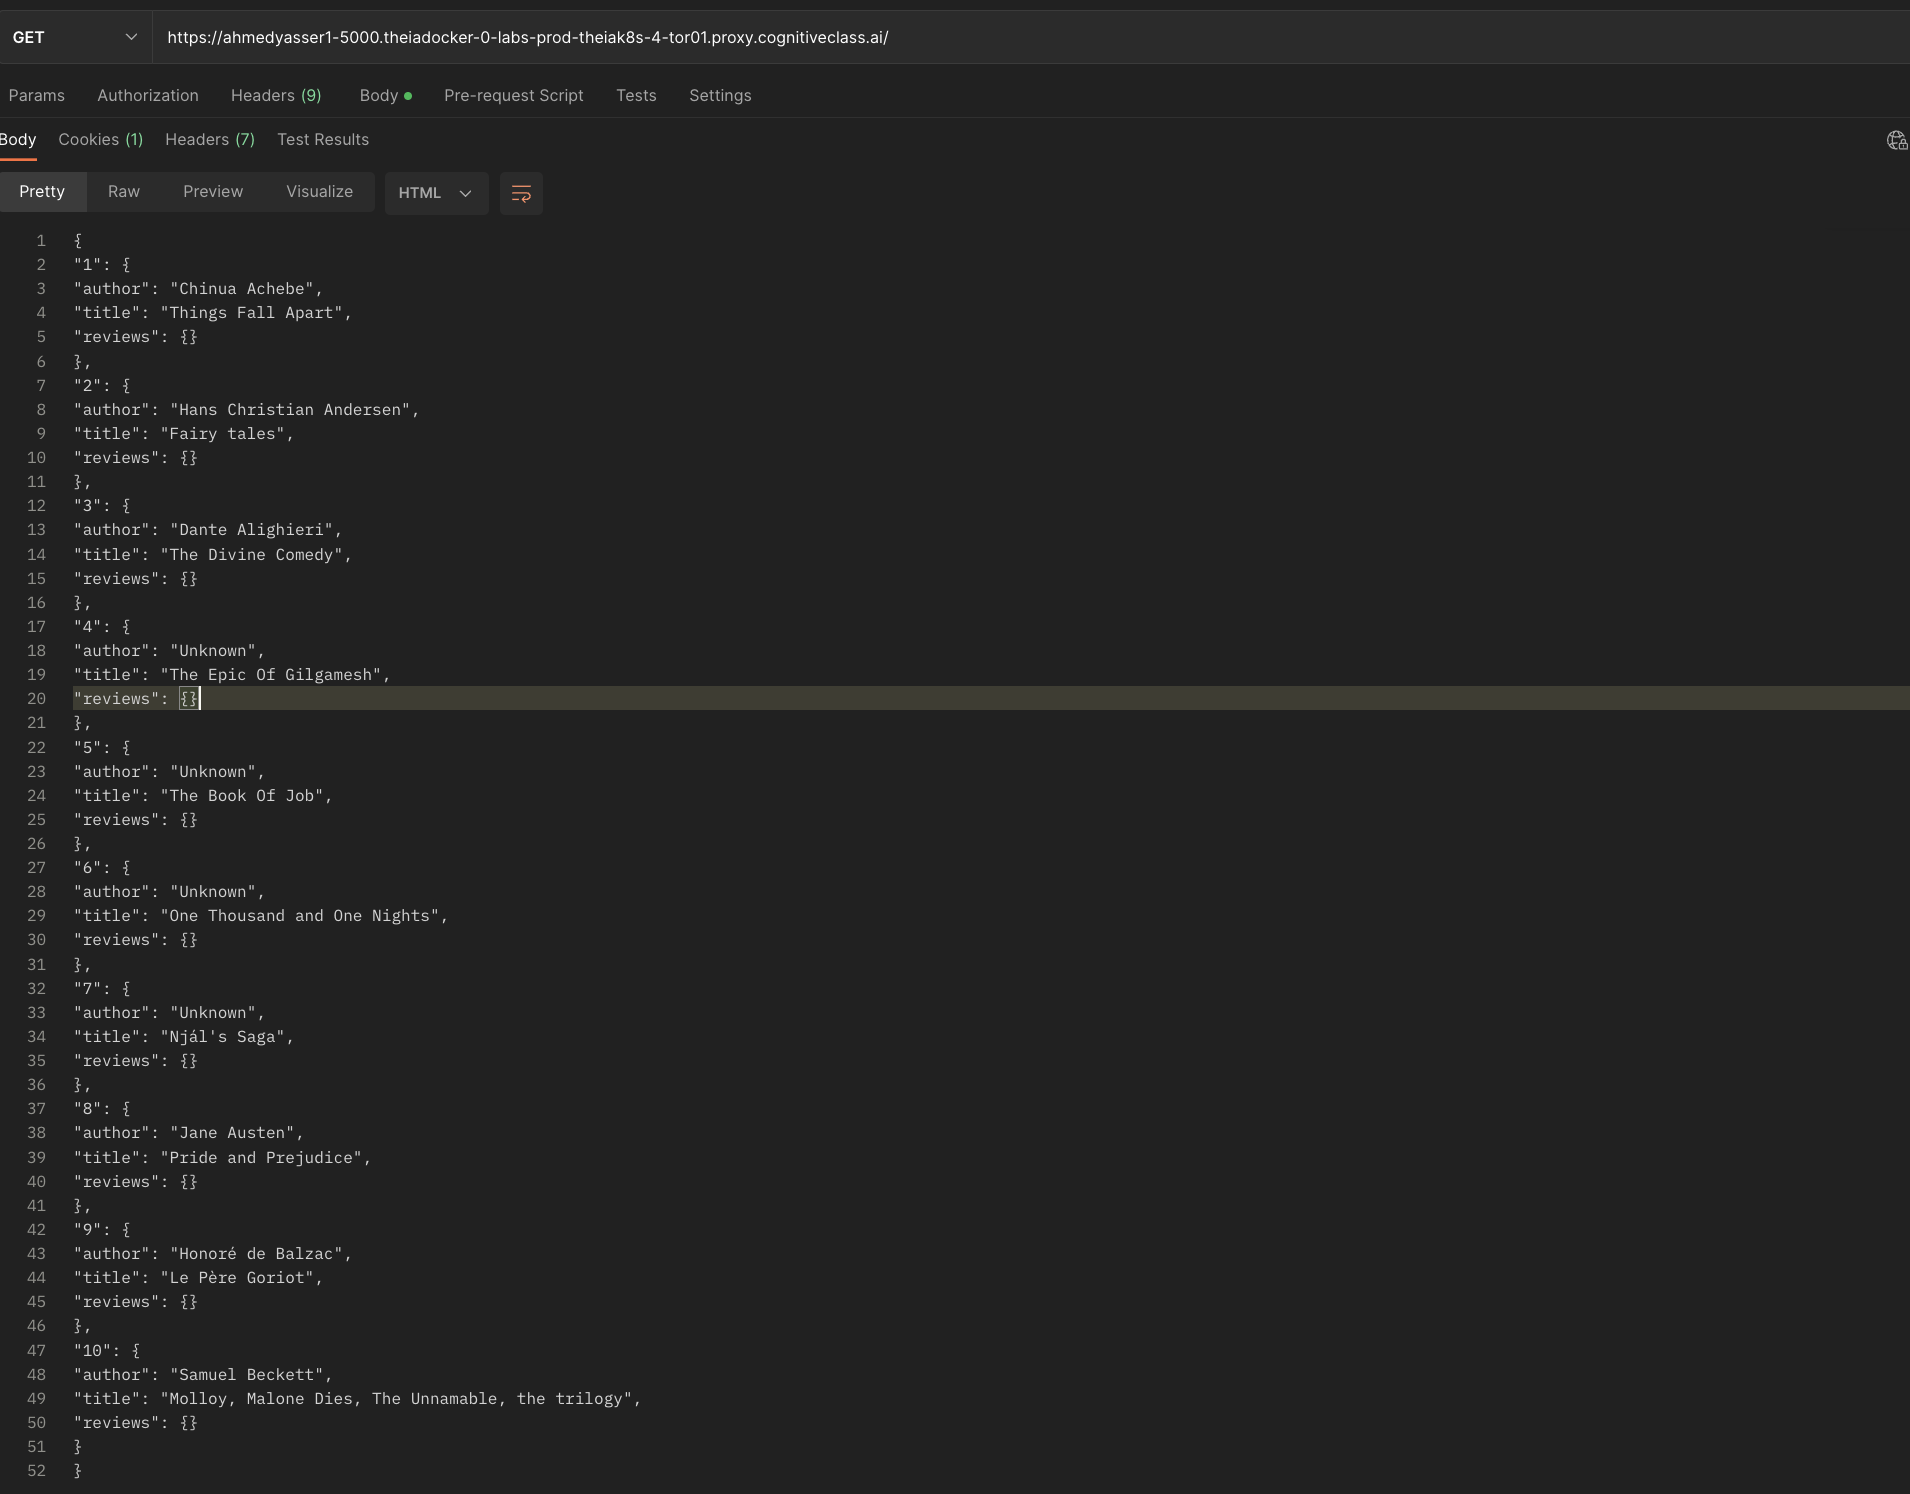 GET https://ahmedyasser1-5000.theiadocker-0-labs-prod-theiak8s-4-tor01.proxy.cognitiveclass.ai/
Params Authorization Headers (9) Body Pre-request Script Tests Settings
Body Cookies (1) Headers (7) Test Results
Pretty Raw Preview Visualize HTML
1 {
2 "1": {
3 "author": "Chinua Achebe",
4 "title": "Things Fall Apart",
5 "reviews": {}
6 },
7 "2": {
8 "author": "Hans Christian Andersen",
9 "title": "Fairy tales",
10 "reviews": {}
11 },
12 "3": {
13 "author": "Dante Alighieri",
14 "title": "The Divine Comedy",
15 "reviews": {}
16 },
17 "4": {
18 "author": "Unknown",
19 "title": "The Epic Of Gilgamesh",
20 "reviews": {}
21 },
22 "5": {
23 "author": "Unknown",
24 "title": "The Book Of Job",
25 "reviews": {}
26 },
27 "6": {
28 "author": "Unknown",
29 "title": "One Thousand and One Nights",
30 "reviews": {}
31 },
32 "7": {
33 "author": "Unknown",
34 "title": "Njál's Saga",
35 "reviews": {}
36 },
37 "8": {
38 "author": "Jane Austen",
39 "title": "Pride and Prejudice",
40 "reviews": {}
41 },
42 "9": {
43 "author": "Honoré de Balzac",
44 "title": "Le Père Goriot",
45 "reviews": {}
46 },
47 "10": {
48 "author": "Samuel Beckett",
49 "title": "Molloy, Malone Dies, The Unnamable, the trilogy",
50 "reviews": {}
51 }
52 }